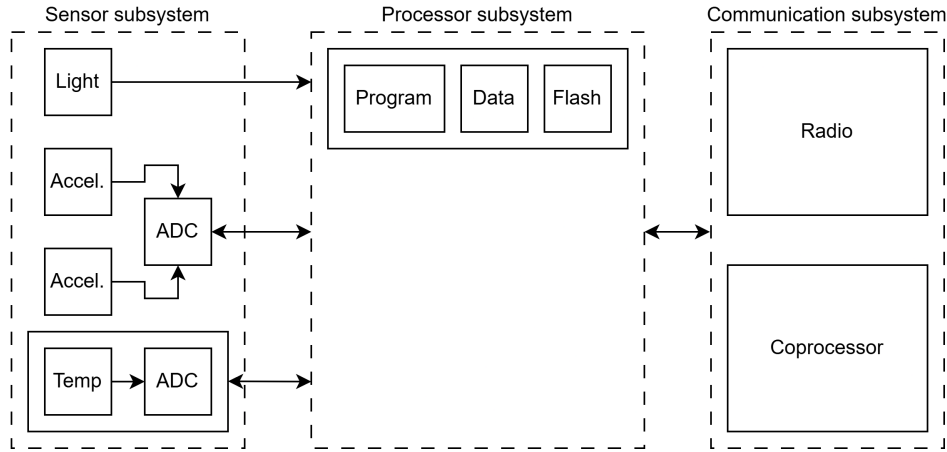 Sensor subsystem
Processor subsystem
Communication subsystem
Light
Program
Data
Flash
Radio
Accel.
ADC
Accel.
Temp
ADC
Coprocessor